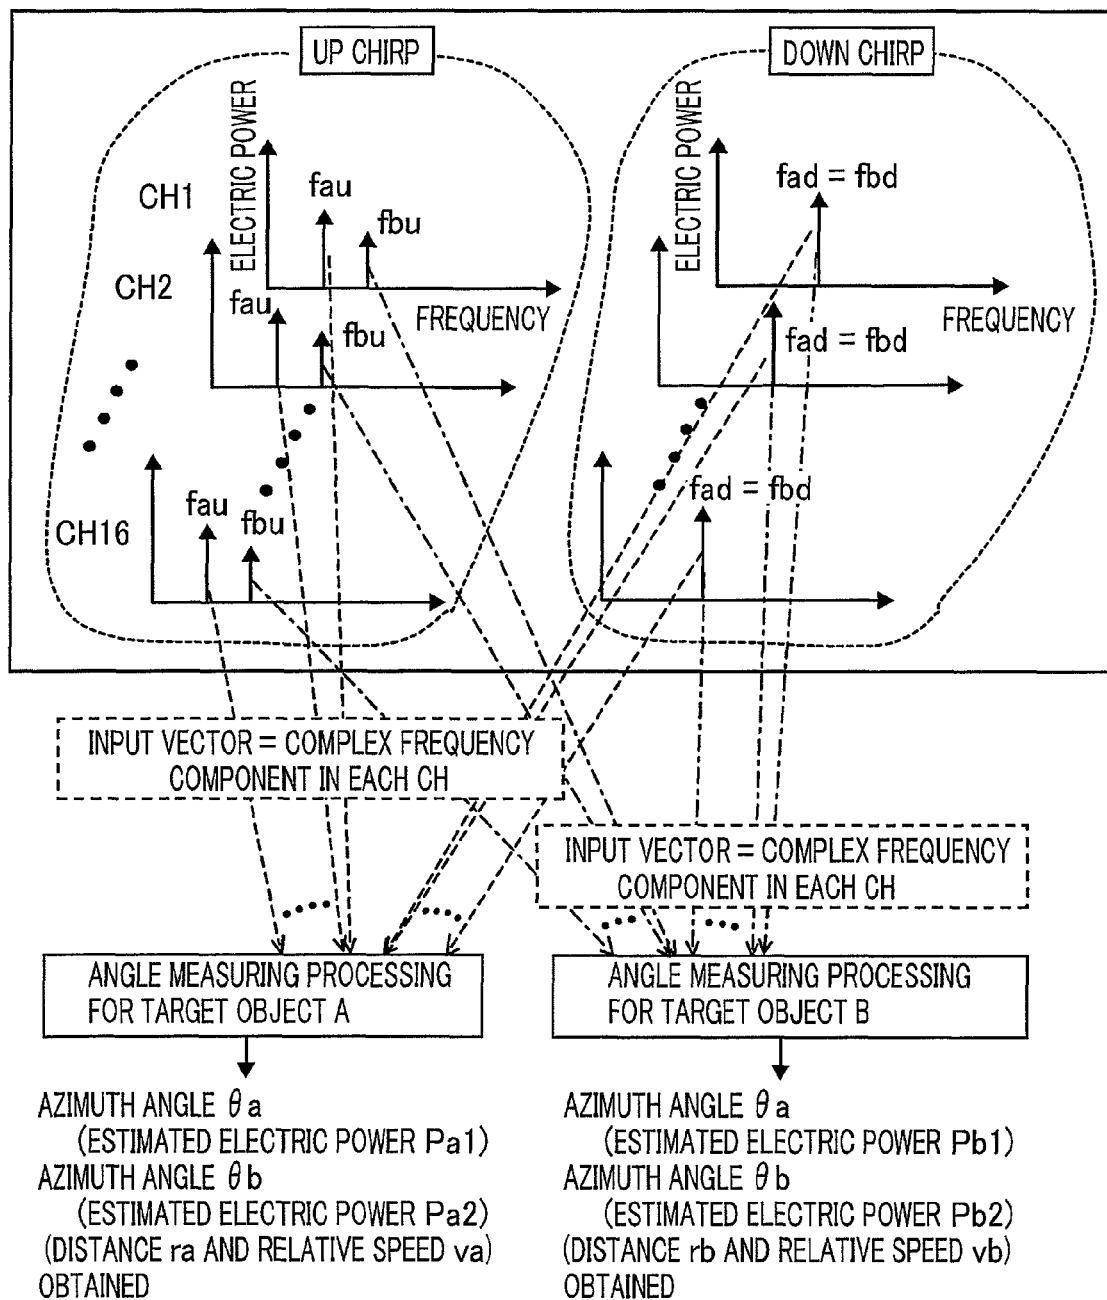 UP CHIRP
DOWN CHIRP
ELECTRIC POWER
ELECTRIC POWER
CH1
fau
fbu
fad = fbd
CH2
fau
fbu
FREQUENCY
fad = fbd
FREQUENCY
CH16
fau
fbu
fad = fbd
INPUT VECTOR = COMPLEX FREQUENCY
COMPONENT IN EACH CH
INPUT VECTOR = COMPLEX FREQUENCY
COMPONENT IN EACH CH
ANGLE MEASURING PROCESSING
FOR TARGET OBJECT A
ANGLE MEASURING PROCESSING
FOR TARGET OBJECT B
AZIMUTH ANGLE θa
(ESTIMATED ELECTRIC POWER Pa1)
AZIMUTH ANGLE θb
(ESTIMATED ELECTRIC POWER Pa2)
(DISTANCE ra AND RELATIVE SPEED va)
OBTAINED
AZIMUTH ANGLE θa
(ESTIMATED ELECTRIC POWER Pb1)
AZIMUTH ANGLE θb
(ESTIMATED ELECTRIC POWER Pb2)
(DISTANCE rb AND RELATIVE SPEED vb)
OBTAINED